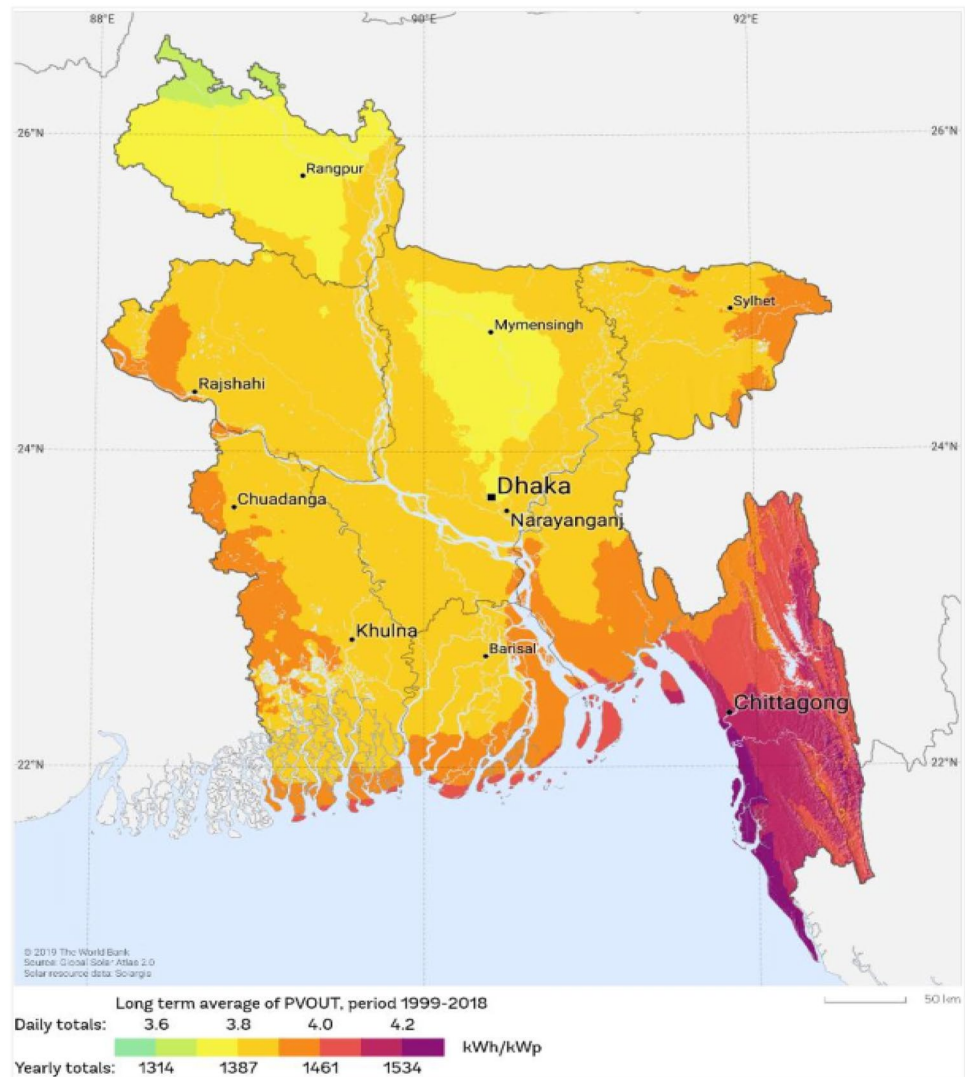 88°E 90°E 92°E
26°N 26°N
Rangpur
Sylhet
Mymensingh
Rajshahi
24°N 24°N
Dhaka
Chuadanga
Narayanganj
Khulna
Barisal
Chittagong
22°N 22°N
© 2019 The World Bank
Source: Global Solar Atlas 2.0
Solar resource data: Solargis
Long term average of PVOUT, period 1999-2018
50 km
Daily totals: 3.6 3.8 4.0 4.2
kWh/kWp
Yearly totals: 1314 1387 1461 1534